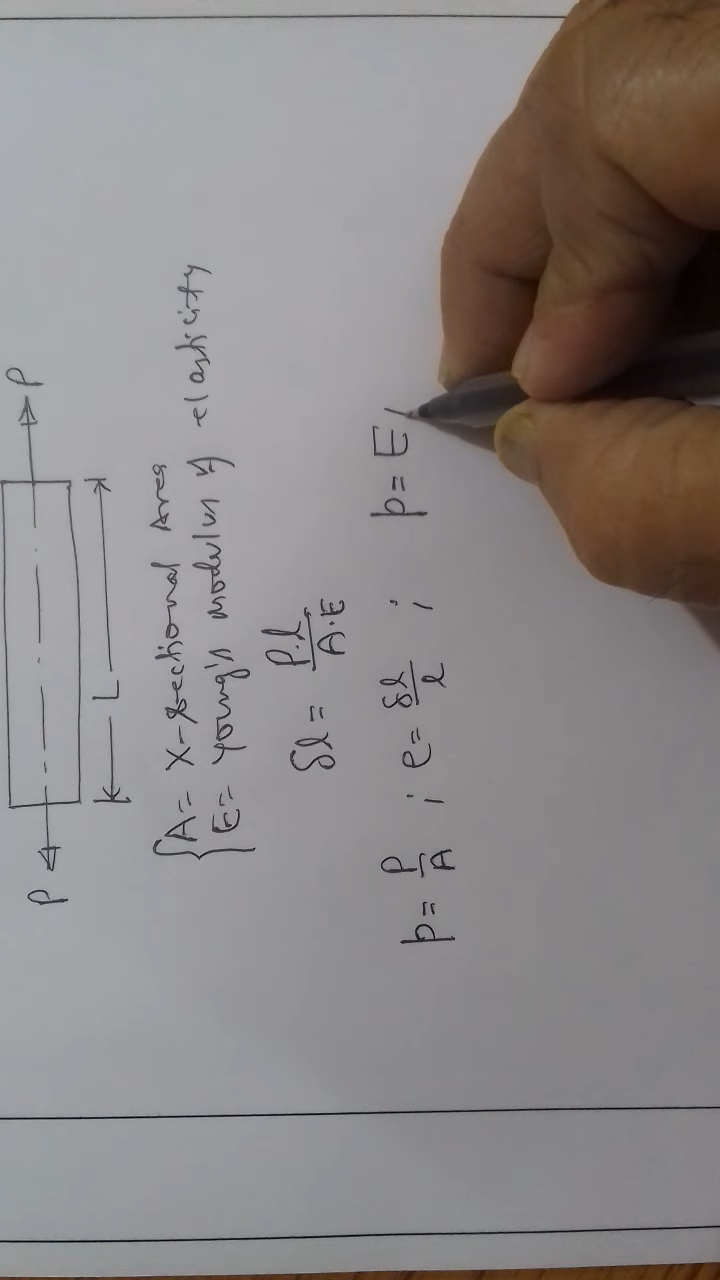 P P
L
A = X-sectional Area
E = Young's modulus of elasticity
δl = P.l / A.E
p = P/A ; e = δl/l ; p = E